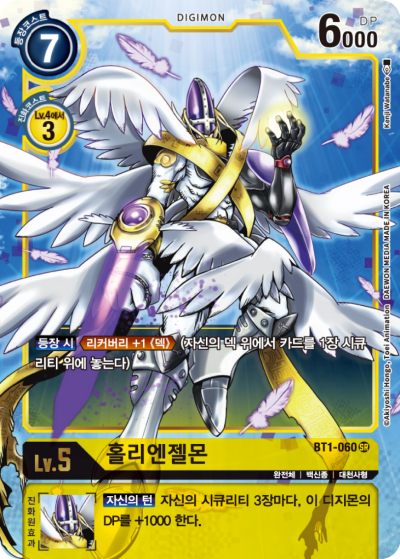 등장코스트
7
DIGIMON
DP
6000
진화코스트
Lv.4에서
3
Kenji Watanabe
©Akiyoshi Hongo, Toei Animation DAEWON MEDIA MADE IN KOREA
등장 시 리커버리 +1 《덱》 (자신의 덱 위에서 카드를 1장 시큐
리티 위에 놓는다)
BT1-060 SR
Lv.5
홀리엔젤몬
완전체 | 백신종 | 대천사형
진화원효과
자신의 턴 자신의 시큐리티 3장마다, 이 디지몬의
DP를 +1000 한다.